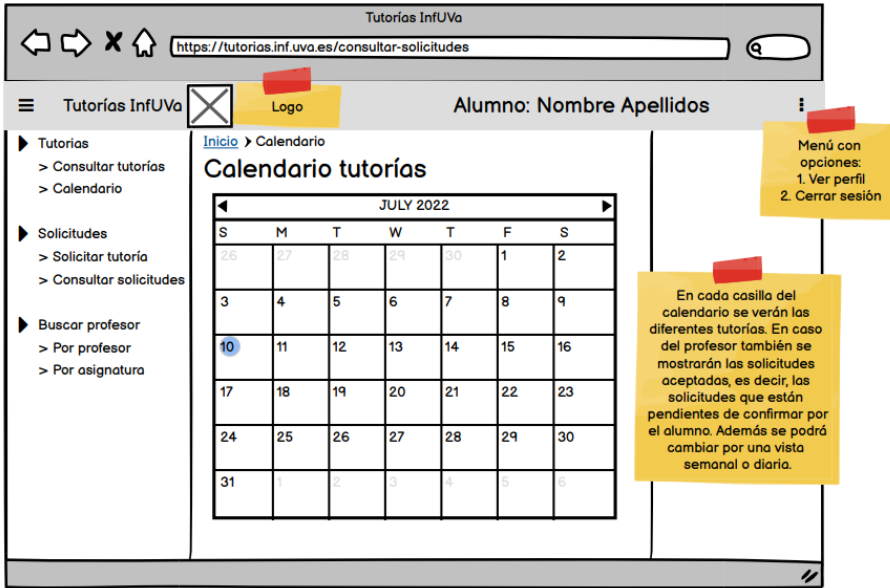 Tutorías InfUVa
https://tutorias.inf.uva.es/consultar-solicitudes
Tutorías InfUVa
Logo
Alumno: Nombre Apellidos
Menú con
opciones:
1. Ver perfil
2. Cerrar sesión
Tutorias
> Consultar tutorías
> Calendario
Solicitudes
> Solicitar tutoría
> Consultar solicitudes
Buscar profesor
> Por profesor
> Por asignatura
Inicio > Calendario
Calendario tutorías
JULY 2022
S M T W T F S
26 27 28 29 30 1 2
3 4 5 6 7 8 9
10 11 12 13 14 15 16
17 18 19 20 21 22 23
24 25 26 27 28 29 30
31 1 2 3 4 5 6
En cada casilla del
calendario se verán las
diferentes tutorías. En caso
del profesor también se
mostrarán las solicitudes
aceptadas, es decir, las
solicitudes que están
pendientes de confirmar por
el alumno. Además se podrá
cambiar por una vista
semanal o diaria.